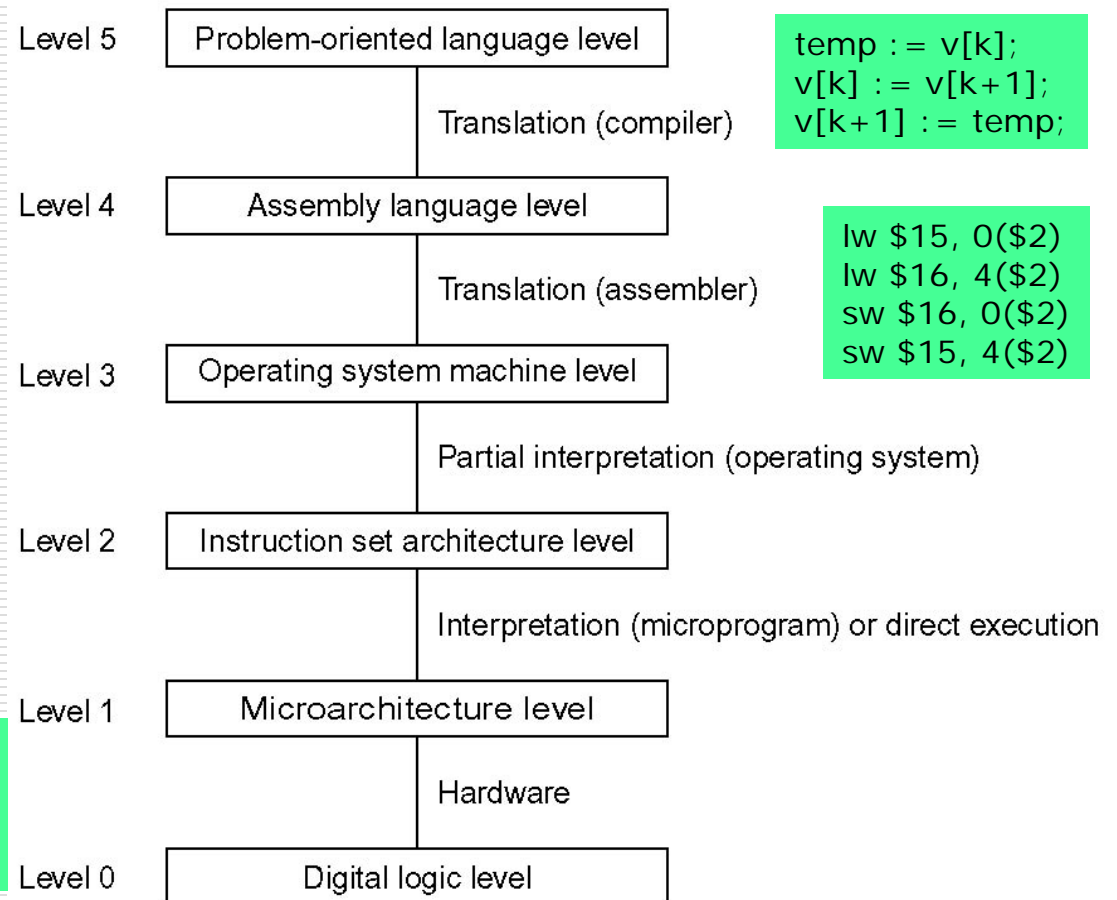 Level 5
Problem-oriented language level
temp := v[k];
v[k] := v[k+1];
v[k+1] := temp;
Translation (compiler)
Level 4
Assembly language level
lw $15, 0($2)
lw $16, 4($2)
sw $16, 0($2)
sw $15, 4($2)
Translation (assembler)
Level 3
Operating system machine level
Partial interpretation (operating system)
Level 2
Instruction set architecture level
Interpretation (microprogram) or direct execution
Level 1
Microarchitecture level
Hardware
Level 0
Digital logic level